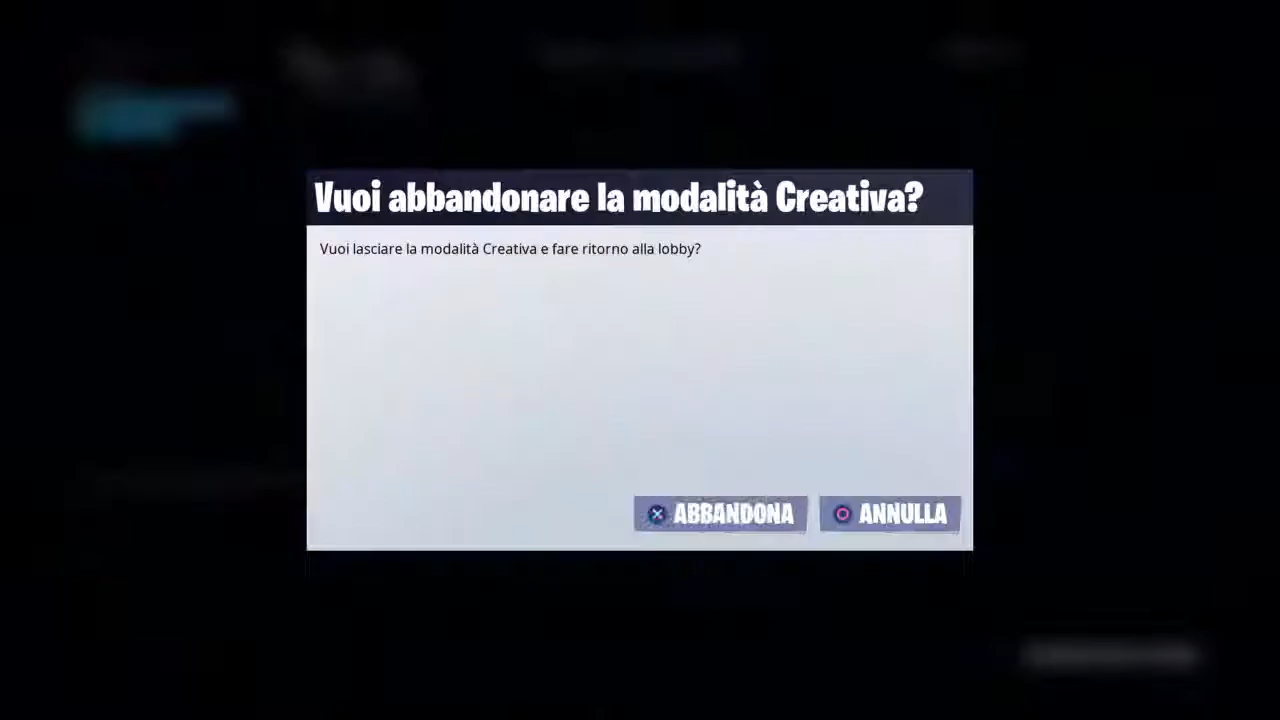 Vuoi abbandonare la modalità Creativa?
Vuoi lasciare la modalità Creativa e fare ritorno alla lobby?
ABBANDONA
ANNULLA